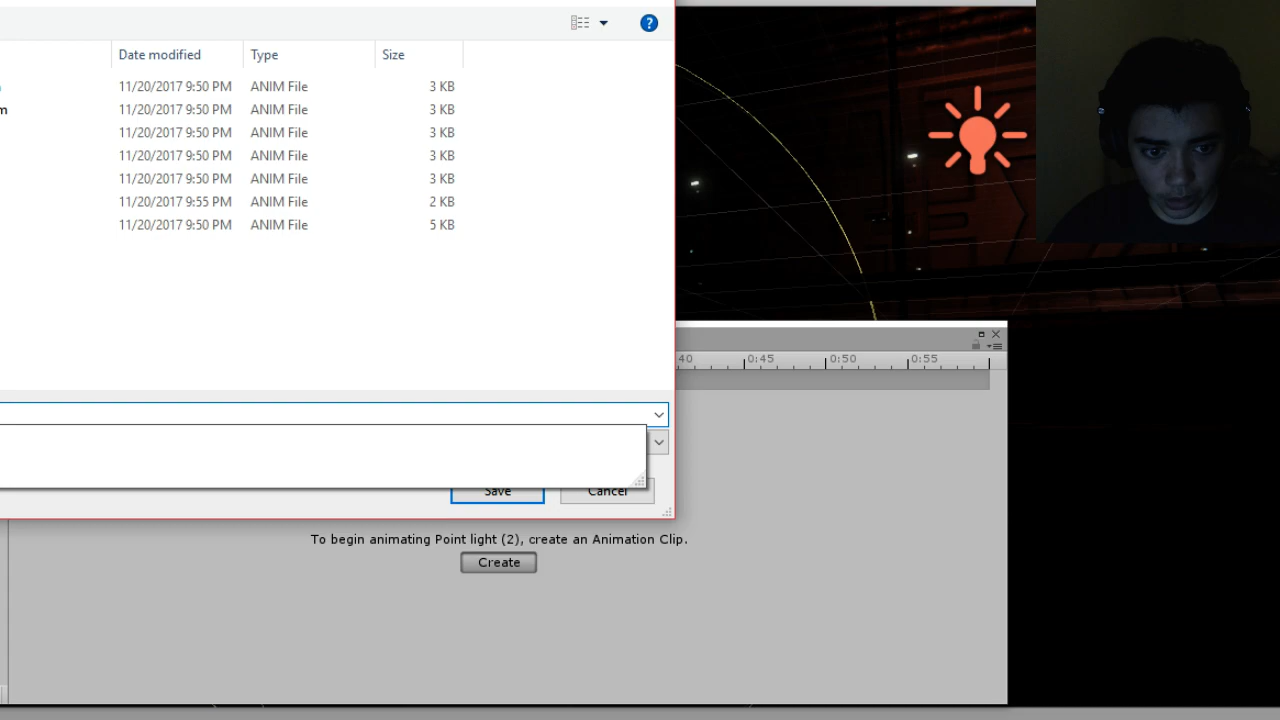 Date modified Type Size
11/20/2017 9:50 PM ANIM File 3 KB
m 11/20/2017 9:50 PM ANIM File 3 KB
11/20/2017 9:50 PM ANIM File 3 KB
11/20/2017 9:50 PM ANIM File 3 KB
11/20/2017 9:50 PM ANIM File 3 KB
11/20/2017 9:55 PM ANIM File 2 KB
11/20/2017 9:50 PM ANIM File 5 KB
40 0:45 0:50 0:55
Save Cancel
To begin animating Point light (2), create an Animation Clip.
Create